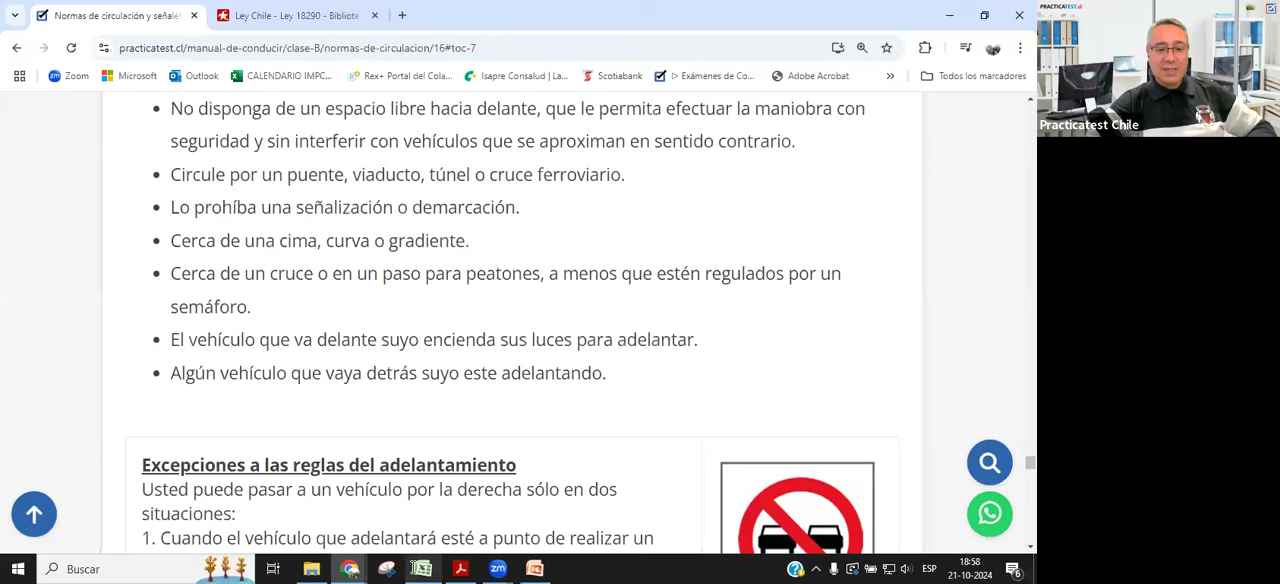 Normas de circulación y señale
Ley Chile - Ley 18290 - Bibliot
practicatest.cl/manual-de-conducir/clase-b/normas-de-circulacion/16#tos
Zoom
Microsoft
Outlook
CALENDARIO IMPR...
Rex+ Portal del Cola...
Isapre Consalud | La...
Scotiabank
▷ Exámenes de Co...
Adobe Acrobat
»
Todos los marcadores
PRACTICATEST.cl
Practicatest Chile
• No disponga de un espacio libre hacia delante, que le permita efectuar la maniobra con
seguridad y sin interferir a vehículos que se aproximan en sentido contrario.
• Circule por un puente, viaducto, túnel o cruce ferroviario.
• Lo prohíba una señalización o demarcación.
• Cerca de una cima, curva o gradiente.
• Cerca de un cruce o en un paso para peatones, a menos que estén regulados por un
semáforo.
• El vehículo que va delante suyo encienda sus luces para adelantar.
• Algún vehículo que vaya detrás suyo este adelantando.
Excepciones a las reglas del adelantamiento
Usted puede pasar a un vehículo por la derecha sólo en dos
situaciones:
1. Cuando el vehículo que adelantará esté a punto de realizar un
Buscar
ESP
18:58
21-10-2024
6